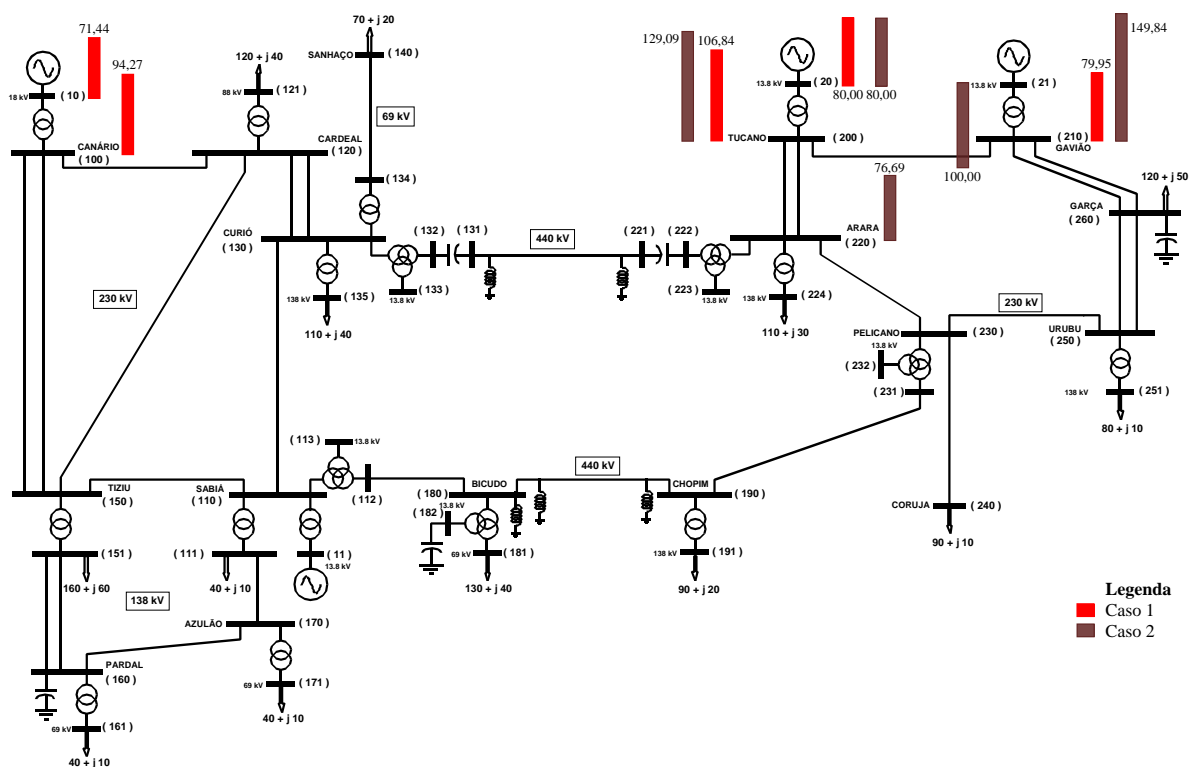 71,44
94,27
70 + j 20
SANHAÇO
( 140 )
120 + j 40
88 kV
( 121 )
18 kV
( 10 )
CANÁRIO
( 100 )
CARDEAL
( 120 )
69 kV
( 134 )
129,09
106,84
13.8 kV
( 20 )
80,00
80,00
TUCANO
( 200 )
149,84
79,95
13.8 kV
( 21 )
( 210 )
GAVIÃO
100,00
76,69
120 + j 50
GARÇA
( 260 )
CURIÓ
( 130 )
( 132 )
( 131 )
440 kV
( 221 )
( 222 )
ARARA
( 220 )
( 133 )
13.8 kV
( 223 )
13.8 kV
138 kV
( 135 )
110 + j 40
138 kV
( 224 )
110 + j 30
230 kV
230 kV
PELICANO
( 230 )
13.8 kV
( 232 )
( 231 )
URUBU
( 250 )
138 kV
( 251 )
80 + j 10
( 113 )
13.8 kV
( 112 )
TIZIU
( 150 )
SABIÁ
( 110 )
BICUDO
( 180 )
13.8 kV
( 182 )
440 kV
CHOPIM
( 190 )
CORUJA
( 240 )
90 + j 10
( 151 )
160 + j 60
( 111 )
40 + j 10
( 11 )
13.8 kV
69 kV
( 181 )
130 + j 40
138 kV
( 191 )
90 + j 20
138 kV
AZULÃO
( 170 )
PARDAL
( 160 )
69 kV
( 171 )
40 + j 10
69 kV
( 161 )
40 + j 10
Legenda
Caso 1
Caso 2